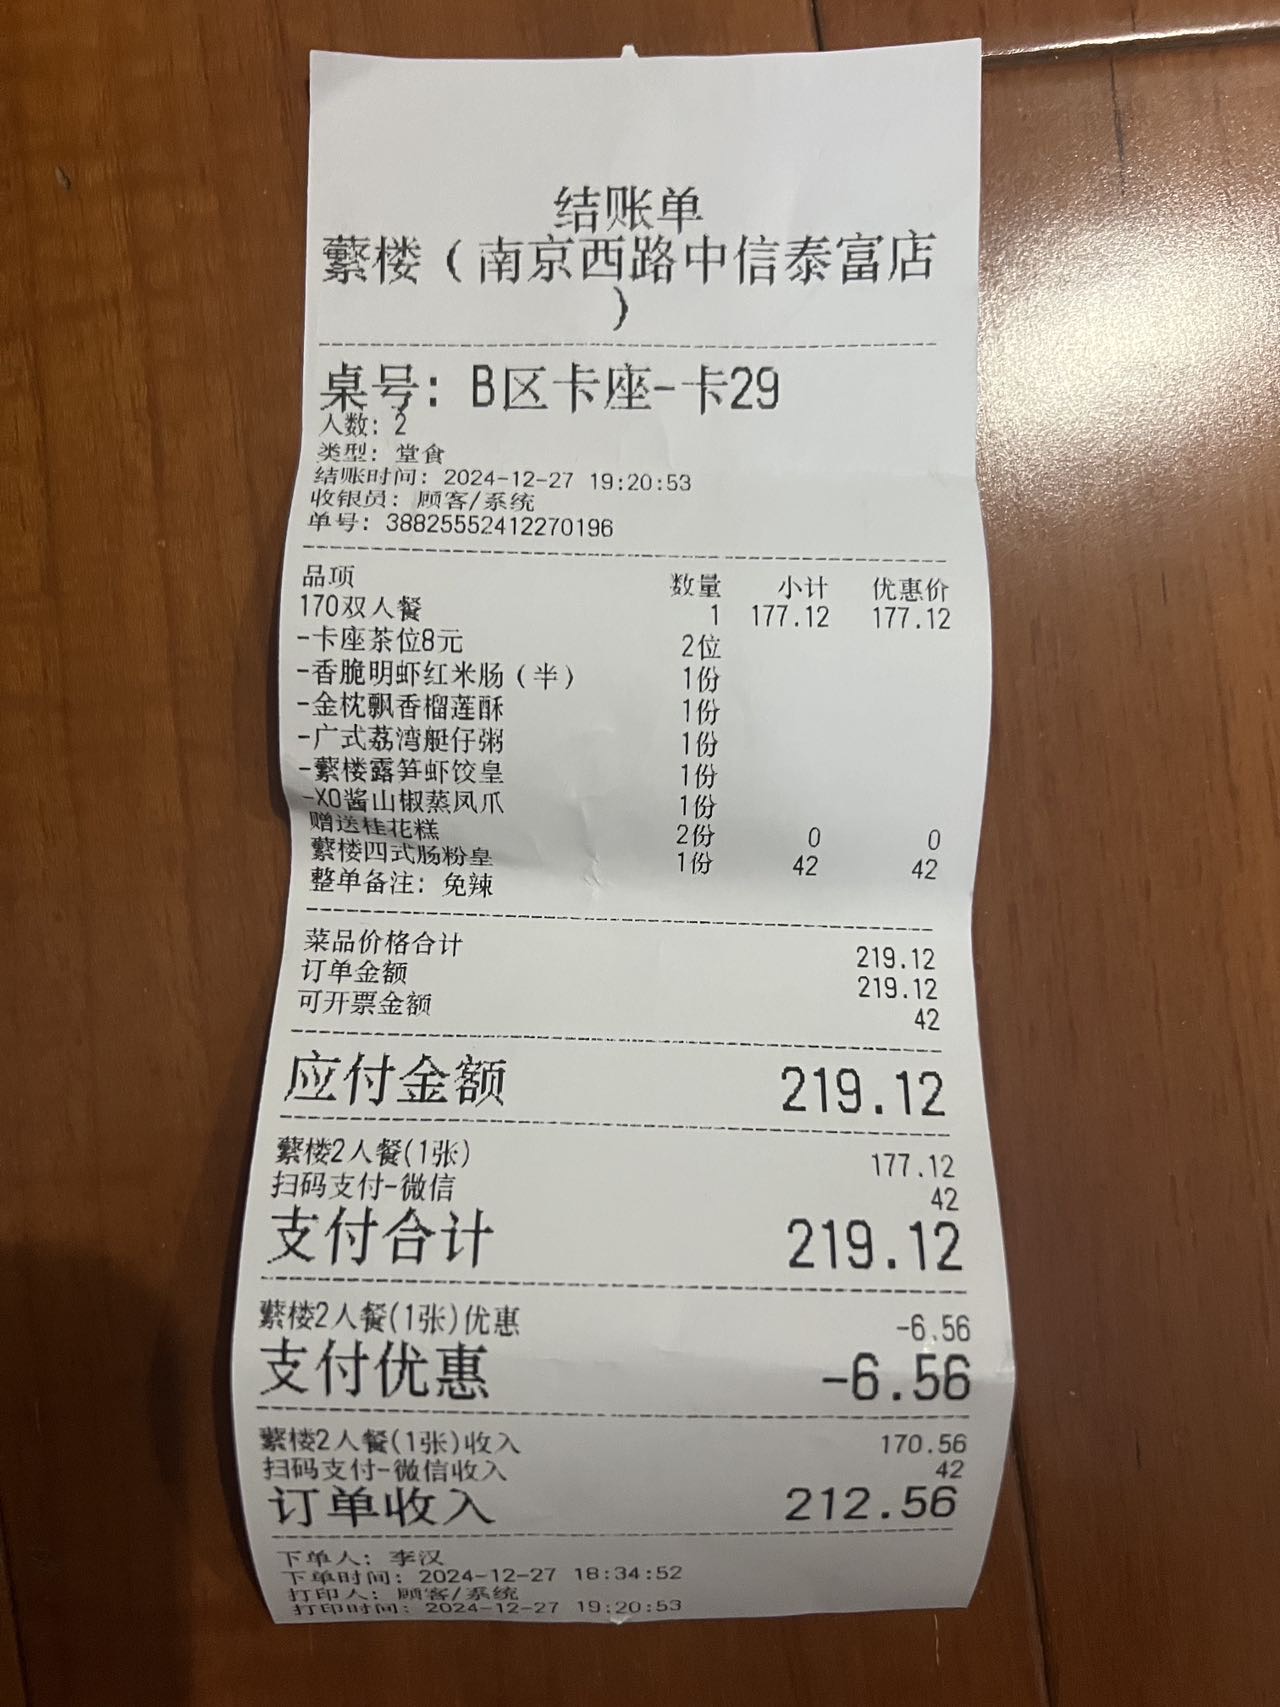 结账单
蘩楼（南京西路中信泰富店
）
桌号: B区卡座-卡29
人数: 2
类型: 堂食
结账时间: 2024-12-27 19:20:53
收银员: 顾客/系统
单号: 38825552412270196
品项 数量 小计 优惠价
170双人餐 1 177.12 177.12
-卡座茶位8元 2位
-香脆明虾红米肠（半） 1份
-金枕飘香榴莲酥 1份
-广式荔湾艇仔粥 1份
-蘩楼露笋虾饺皇 1份
-XO酱山椒蒸凤爪 1份
赠送桂花糕 2份 0 0
蘩楼四式肠粉皇 1份 42 42
整单备注: 免辣
菜品价格合计 219.12
订单金额 219.12
可开票金额 42
应付金额 219.12
蘩楼2人餐(1张) 177.12
扫码支付-微信 42
支付合计 219.12
蘩楼2人餐(1张)优惠 -6.56
支付优惠 -6.56
蘩楼2人餐(1张)收入 170.56
扫码支付-微信收入 42
订单收入 212.56
下单人: 李汉
下单时间: 2024-12-27 18:34:52
打印人: 顾客/系统
打印时间: 2024-12-27 19:20:53